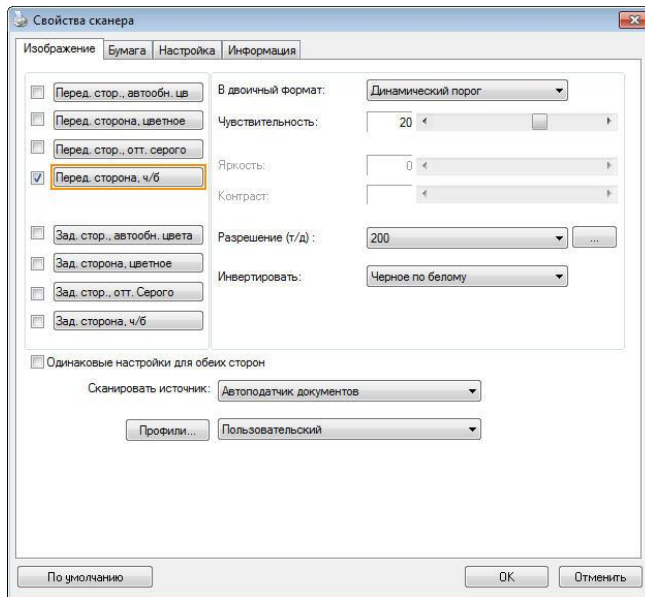 Свойства сканера
Изображение Бумага Настройка Информация
Перед. стор., автообн. цв В двоичный формат: Динамический порог
Перед. сторона, цветное Чувствительность: 20
Перед. стор., отт. серого Яркость: 0
Перед. сторона, ч/б Контраст:
Зад. стор., автообн. цвета Разрешение (т/д) : 200 ...
Зад. сторона, цветное Инвертировать: Черное по белому
Зад. стор., отт. Серого
Зад. сторона, ч/б
Одинаковые настройки для обеих сторон
Сканировать источник: Автоподатчик документов
Профили... Пользовательский
По умолчанию OK Отменить